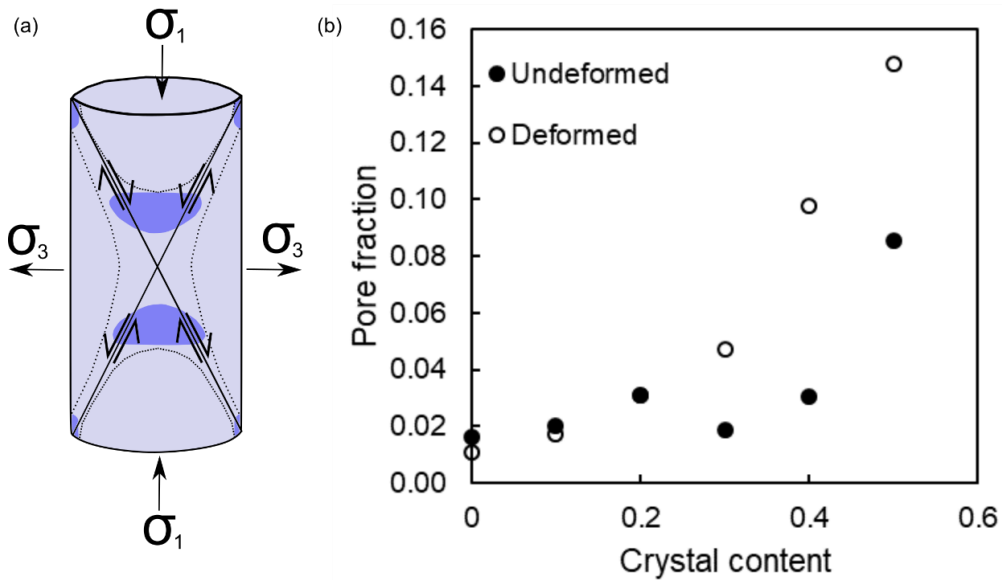 (a)
σ1
σ3
σ3
σ1
(b)
0.16
0.14
0.12
0.10
0.08
0.06
0.04
0.02
0.00
Pore fraction
Undeformed
Deformed
0
0.2
0.4
0.6
Crystal content